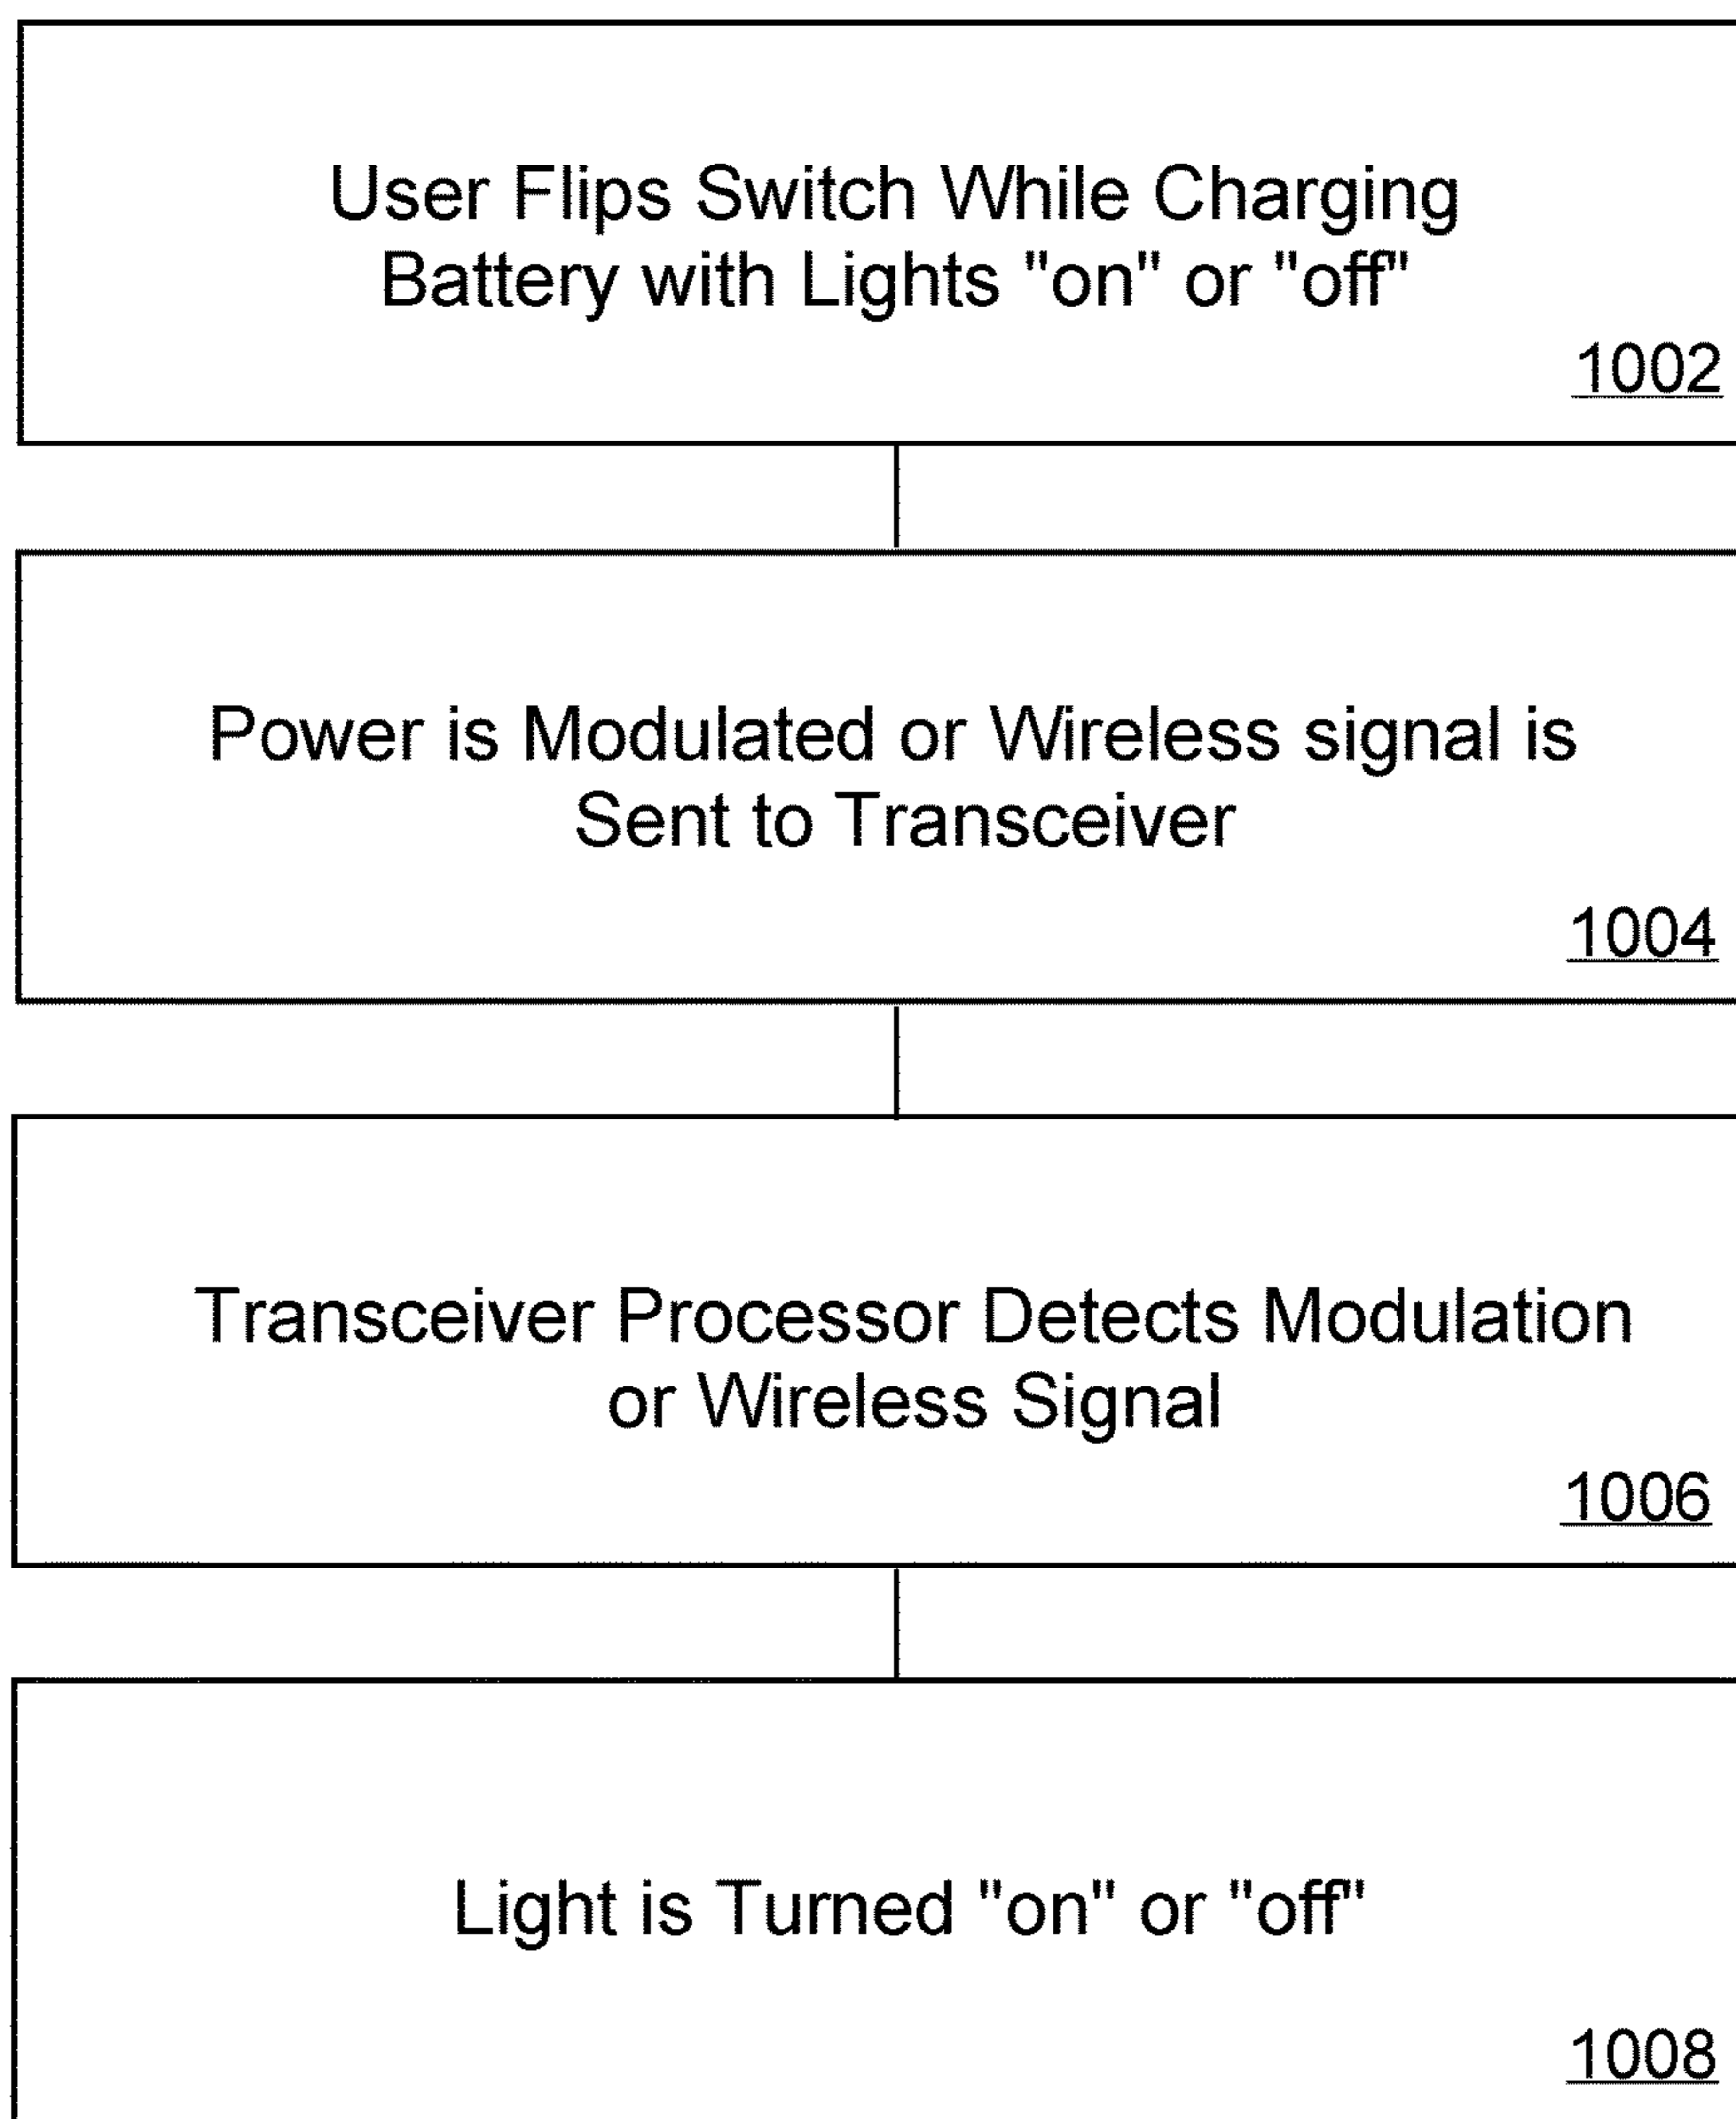 User Flips Switch While Charging
Battery with Lights "on" or "off"
1002
Power is Modulated or Wireless signal is
Sent to Transceiver
1004
Transceiver Processor Detects Modulation
or Wireless Signal
1006
Light is Turned "on" or "off"
1008